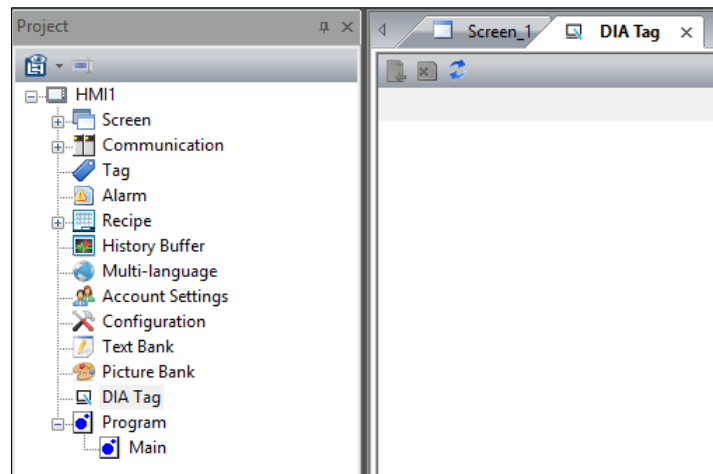 Project
Screen_1
DIA Tag
HMI1
Screen
Communication
Tag
Alarm
Recipe
History Buffer
Multi-language
Account Settings
Configuration
Text Bank
Picture Bank
DIA Tag
Program
Main